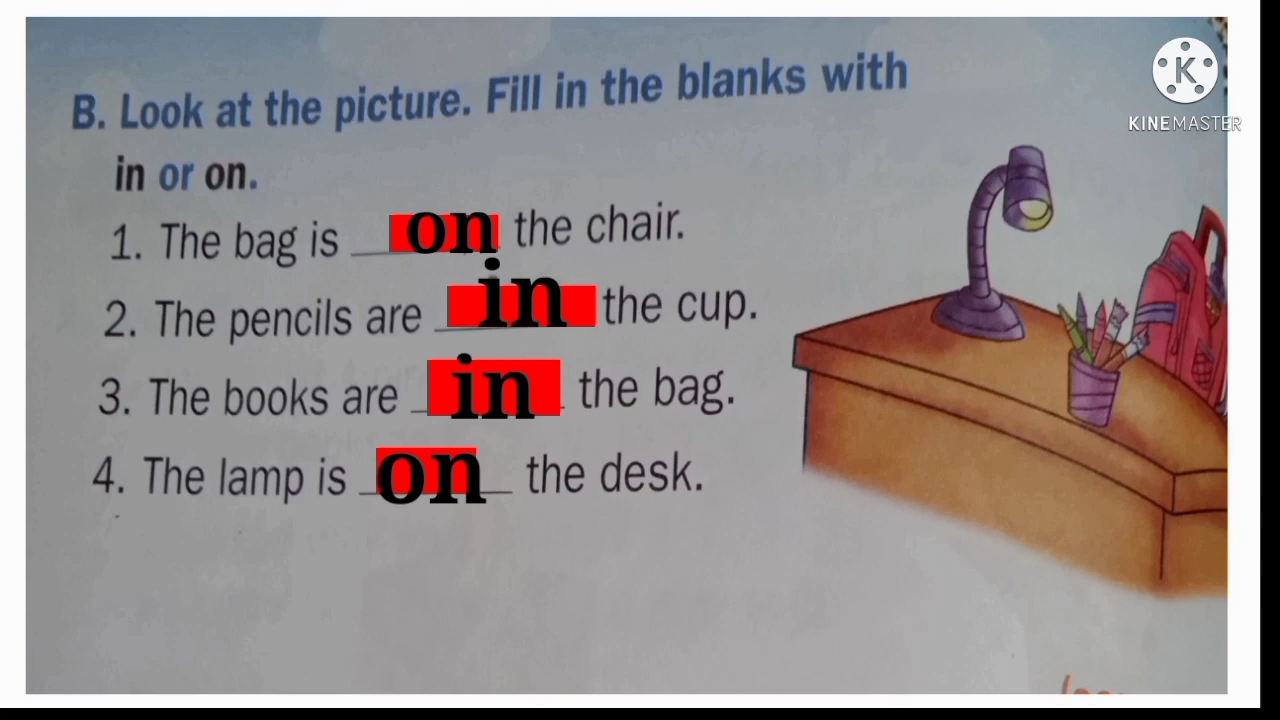 B. Look at the picture. Fill in the blanks with
in or on.
1. The bag is on the chair.
2. The pencils are in the cup.
3. The books are in the bag.
4. The lamp is on the desk.
KINEMASTER